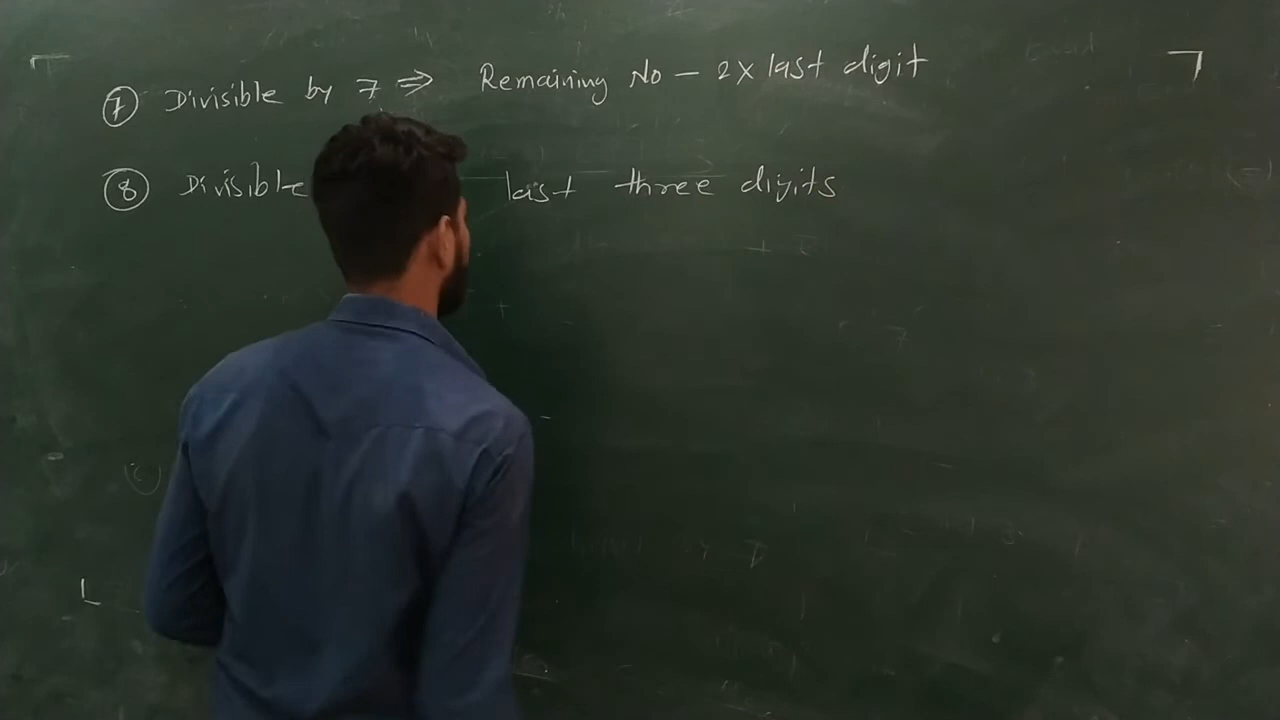 ⑦ Divisible by 7 ⇒ Remaining No - 2 x last digit
⑧ Divisible last three digits